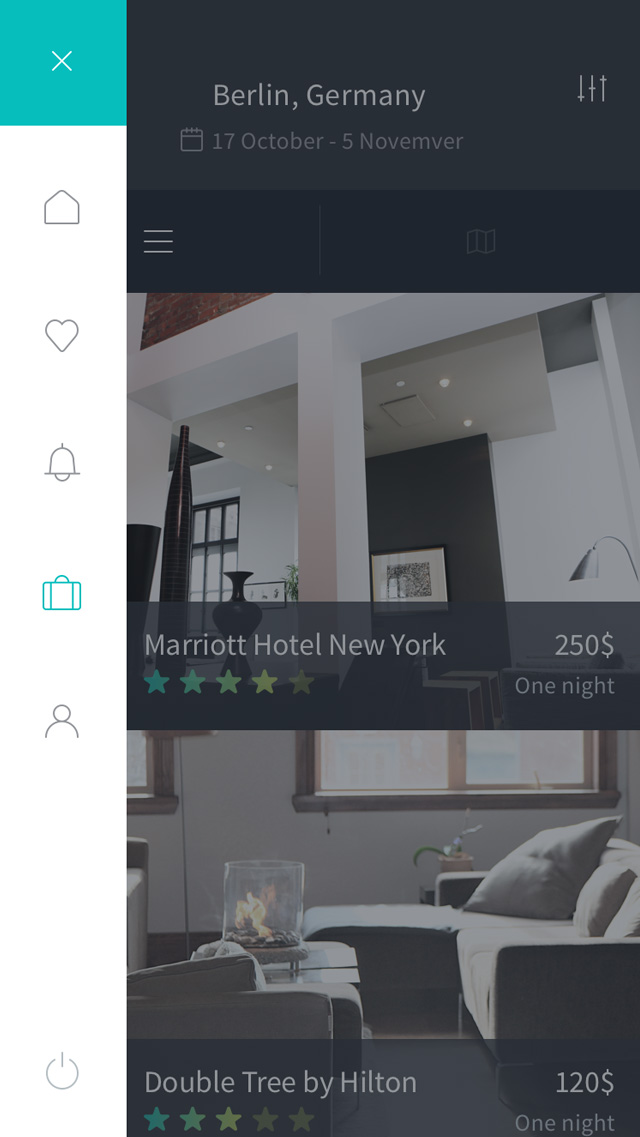 Berlin, Germany
17 October - 5 Novemver
Marriott Hotel New York
250$
One night
Double Tree by Hilton
120$
One night